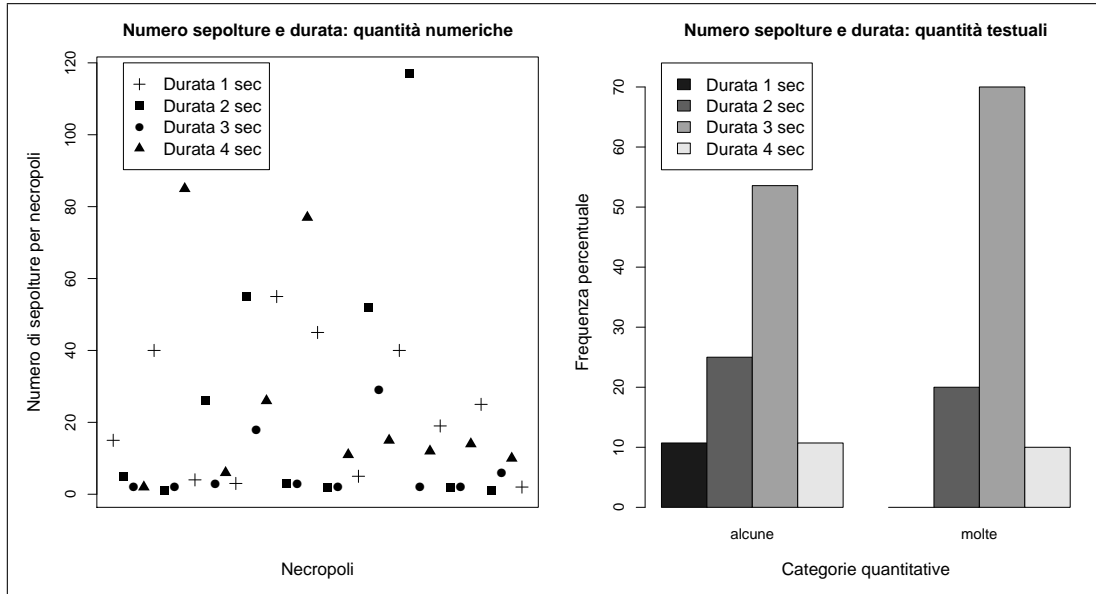 Numero sepolture e durata: quantità numeriche
Durata 1 sec
Durata 2 sec
Durata 3 sec
Durata 4 sec
Numero di sepolture per necropoli
120
100
80
60
40
20
0
Necropoli
Numero sepolture e durata: quantità testuali
Durata 1 sec
Durata 2 sec
Durata 3 sec
Durata 4 sec
Frequenza percentuale
70
60
50
40
30
20
10
0
alcune molte
Categorie quantitative